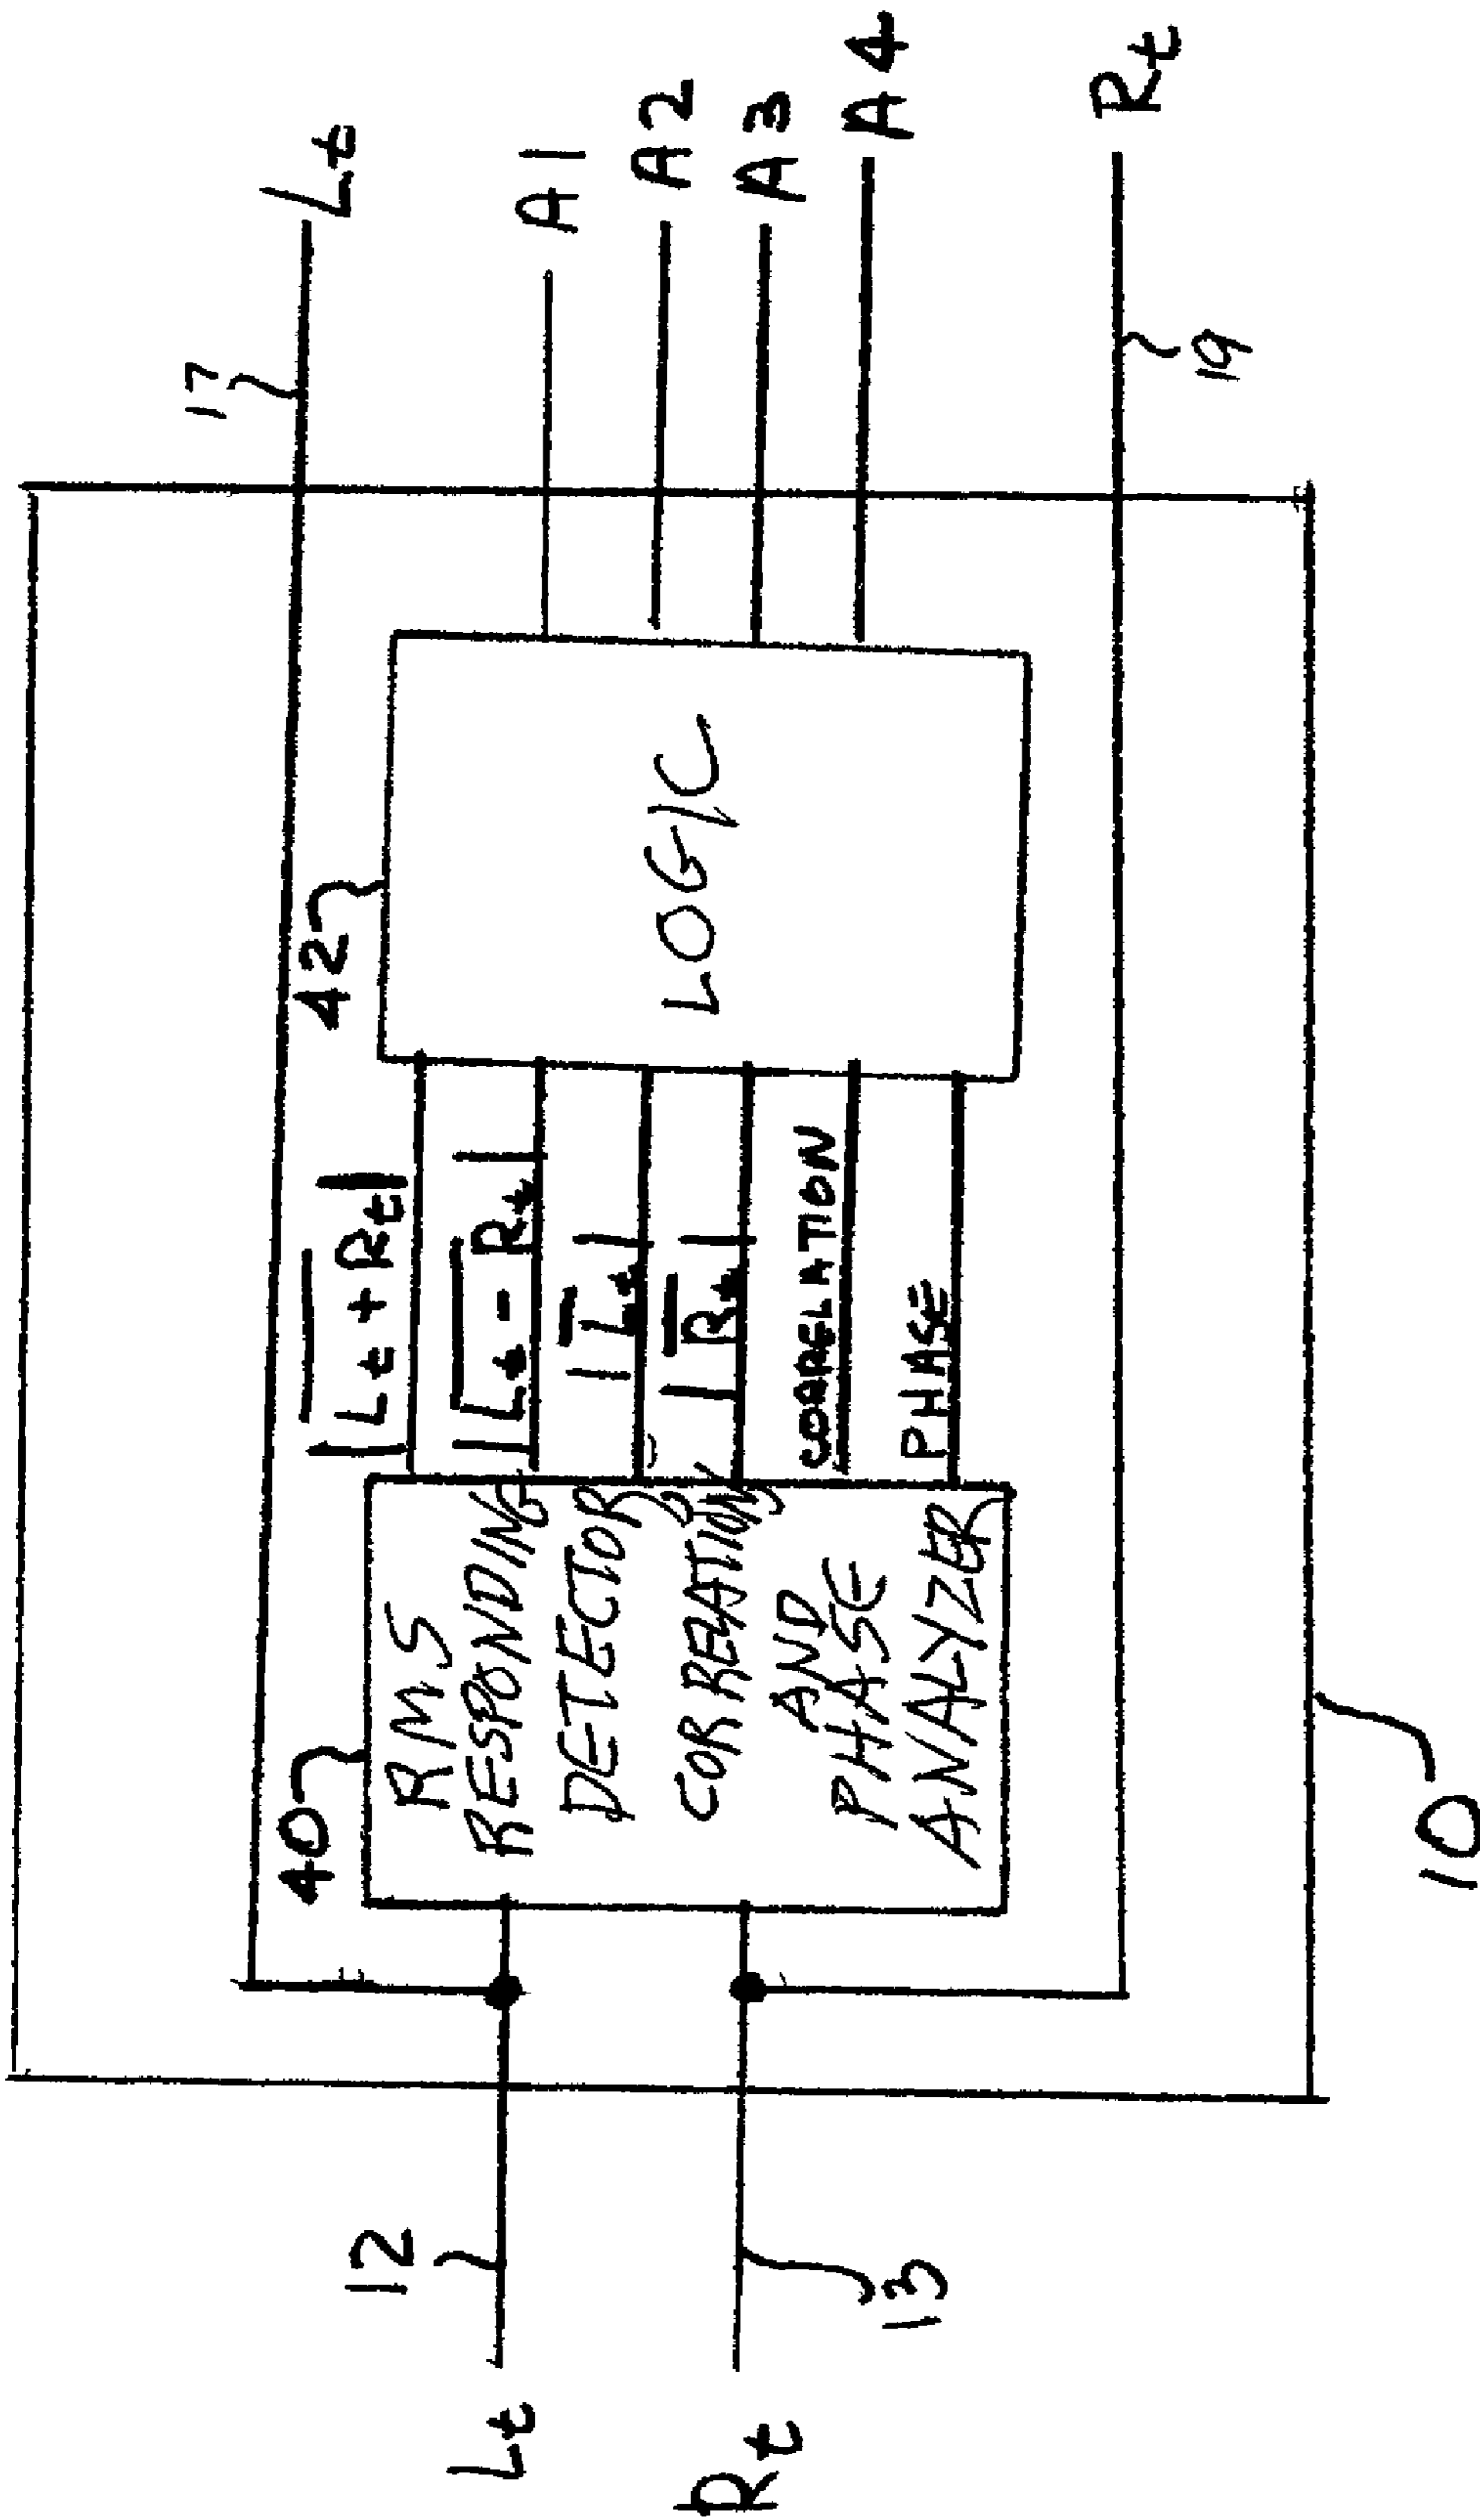 17
Lt
12
Lt
40
RMS
RESPONDING
DETECTOR,
CORRELATION
AND
PHASE
ANALYZER
|Lt + Rt|
|Lt - Rt|
|Lt|
|Rt|
CORRELATION
PHASE
42
LOGIC
A1
A2
A3
A4
Rt
13
Rt
19
10